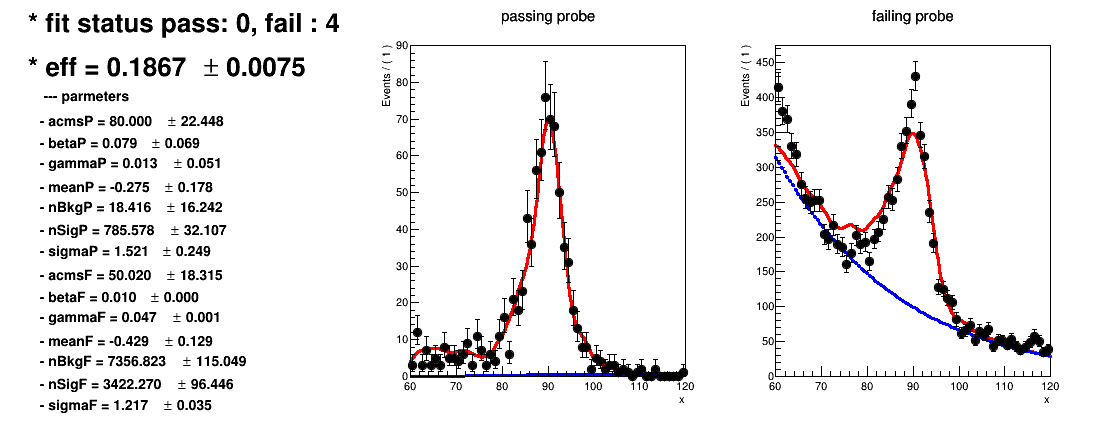 * fit status pass: 0, fail : 4
* eff = 0.1867 ± 0.0075
--- parmeters
- acmsP = 80.000 ± 22.448
- betaP = 0.079 ± 0.069
- gammaP = 0.013 ± 0.051
- meanP = -0.275 ± 0.178
- nBkgP = 18.416 ± 16.242
- nSigP = 785.578 ± 32.107
- sigmaP = 1.521 ± 0.249
- acmsF = 50.020 ± 18.315
- betaF = 0.010 ± 0.000
- gammaF = 0.047 ± 0.001
- meanF = -0.429 ± 0.129
- nBkgF = 7356.823 ± 115.049
- nSigF = 3422.270 ± 96.446
- sigmaF = 1.217 ± 0.035
passing probe
Events / ( 1 )
90
80
70
60
50
40
30
20
10
0
60 70 80 90 100 110 120
x
failing probe
Events / ( 1 )
450
400
350
300
250
200
150
100
50
0
60 70 80 90 100 110 120
x